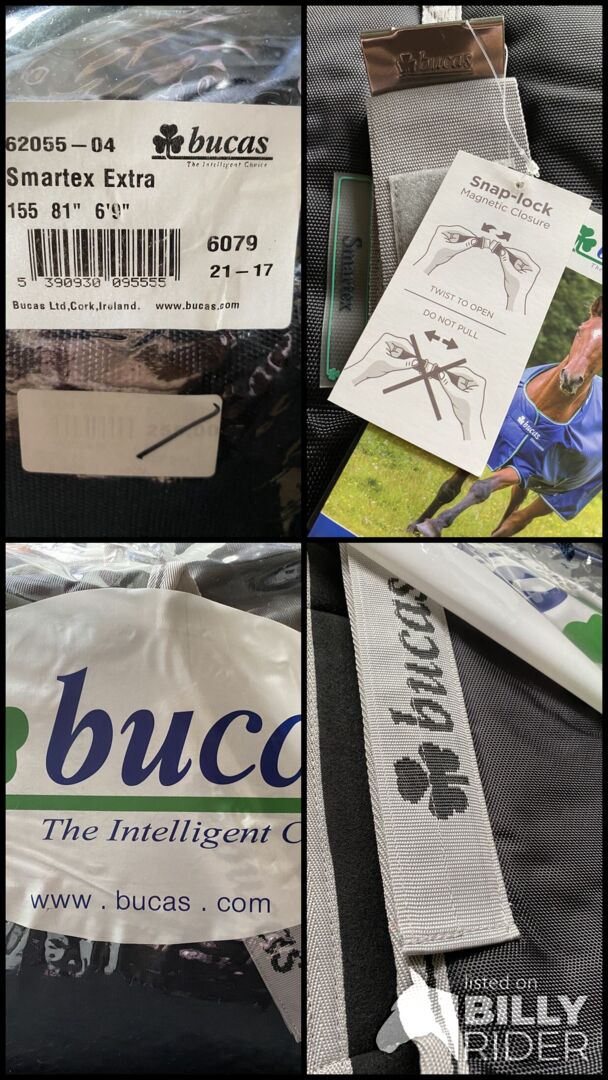 62055-04
bucas
The Intelligent Choice
Smartex Extra
155 81" 6'9"
6079
5 390930 095555
21-17
Bucas Ltd,Cork,Ireland. www.bucas.com
bucas
Smartex
Snap-lock
Magnetic Closure
TWIST TO OPEN
DO NOT PULL
bucas
buca
The Intelligent C
www . bucas . com
bucas
listed on
BILLY
RIDER